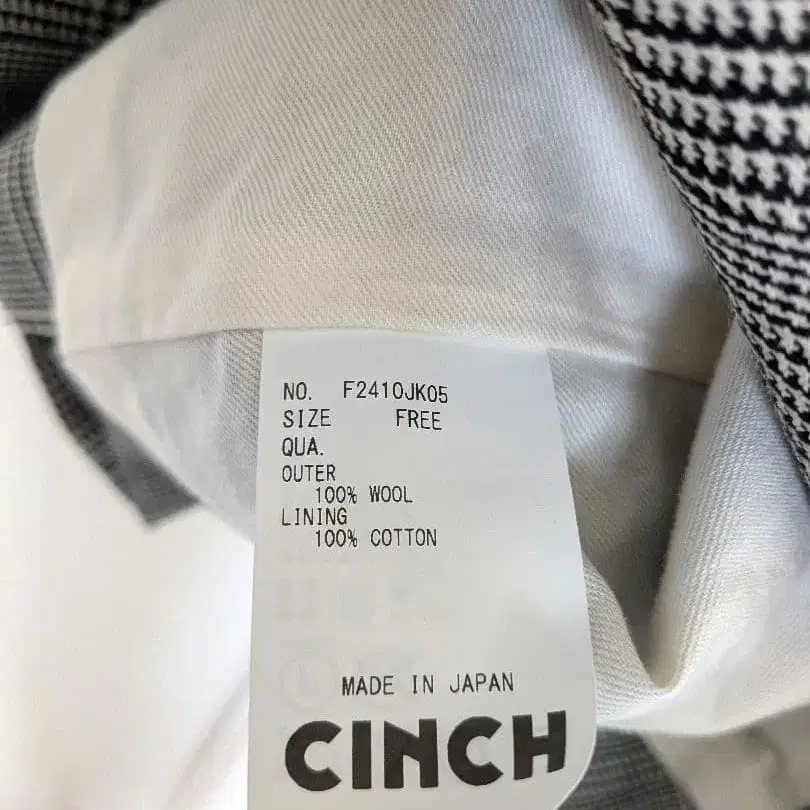 NO. F2410JK05
SIZE FREE
QUA.
OUTER
100% WOOL
LINING
100% COTTON
MADE IN JAPAN
CINCH